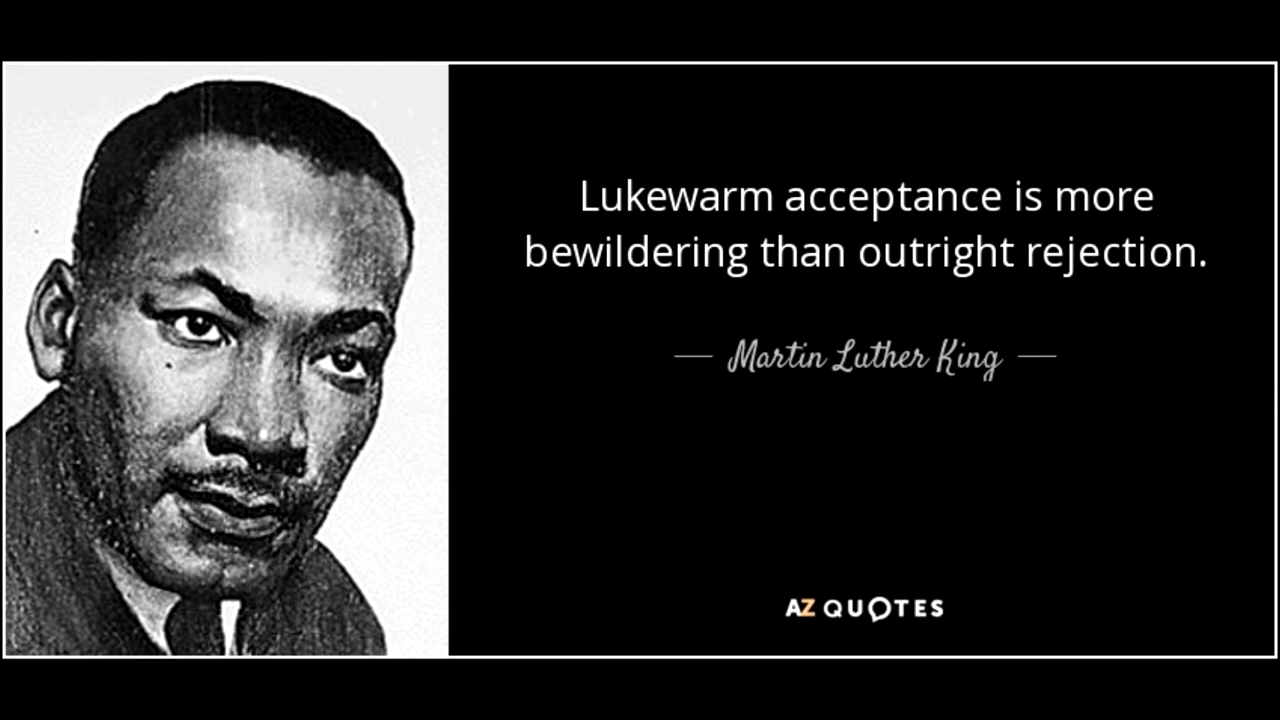 Lukewarm acceptance is more
bewildering than outright rejection.
Martin Luther King
AZ QUOTES